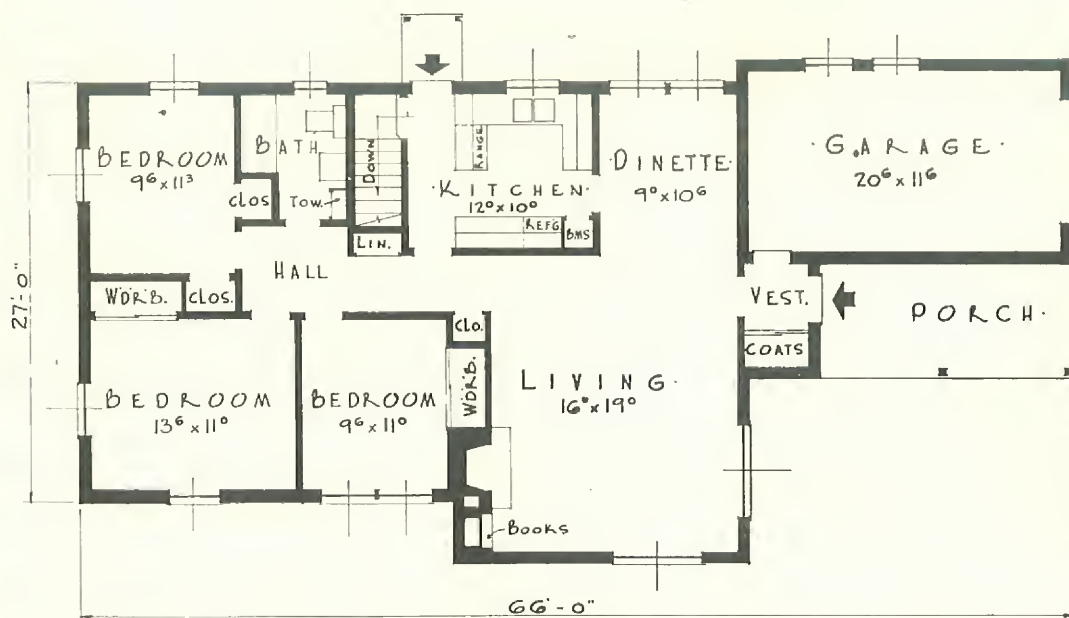 BEDROOM
9⁶ x 11³
BATH
CLOS
TOW.
DOWN
LIN.
RANGE
KITCHEN
12⁰ x 10⁰
REFG
BMS
DINETTE
9⁰ x 10⁶
GARAGE
20⁶ x 11⁶
HALL
WDR'B.
CLOS.
CLO.
WDR'B.
VEST.
COATS
PORCH
BEDROOM
13⁶ x 11⁰
BEDROOM
9⁶ x 11⁰
LIVING
16⁰ x 19⁰
BOOKS
27'-0"
66'-0"